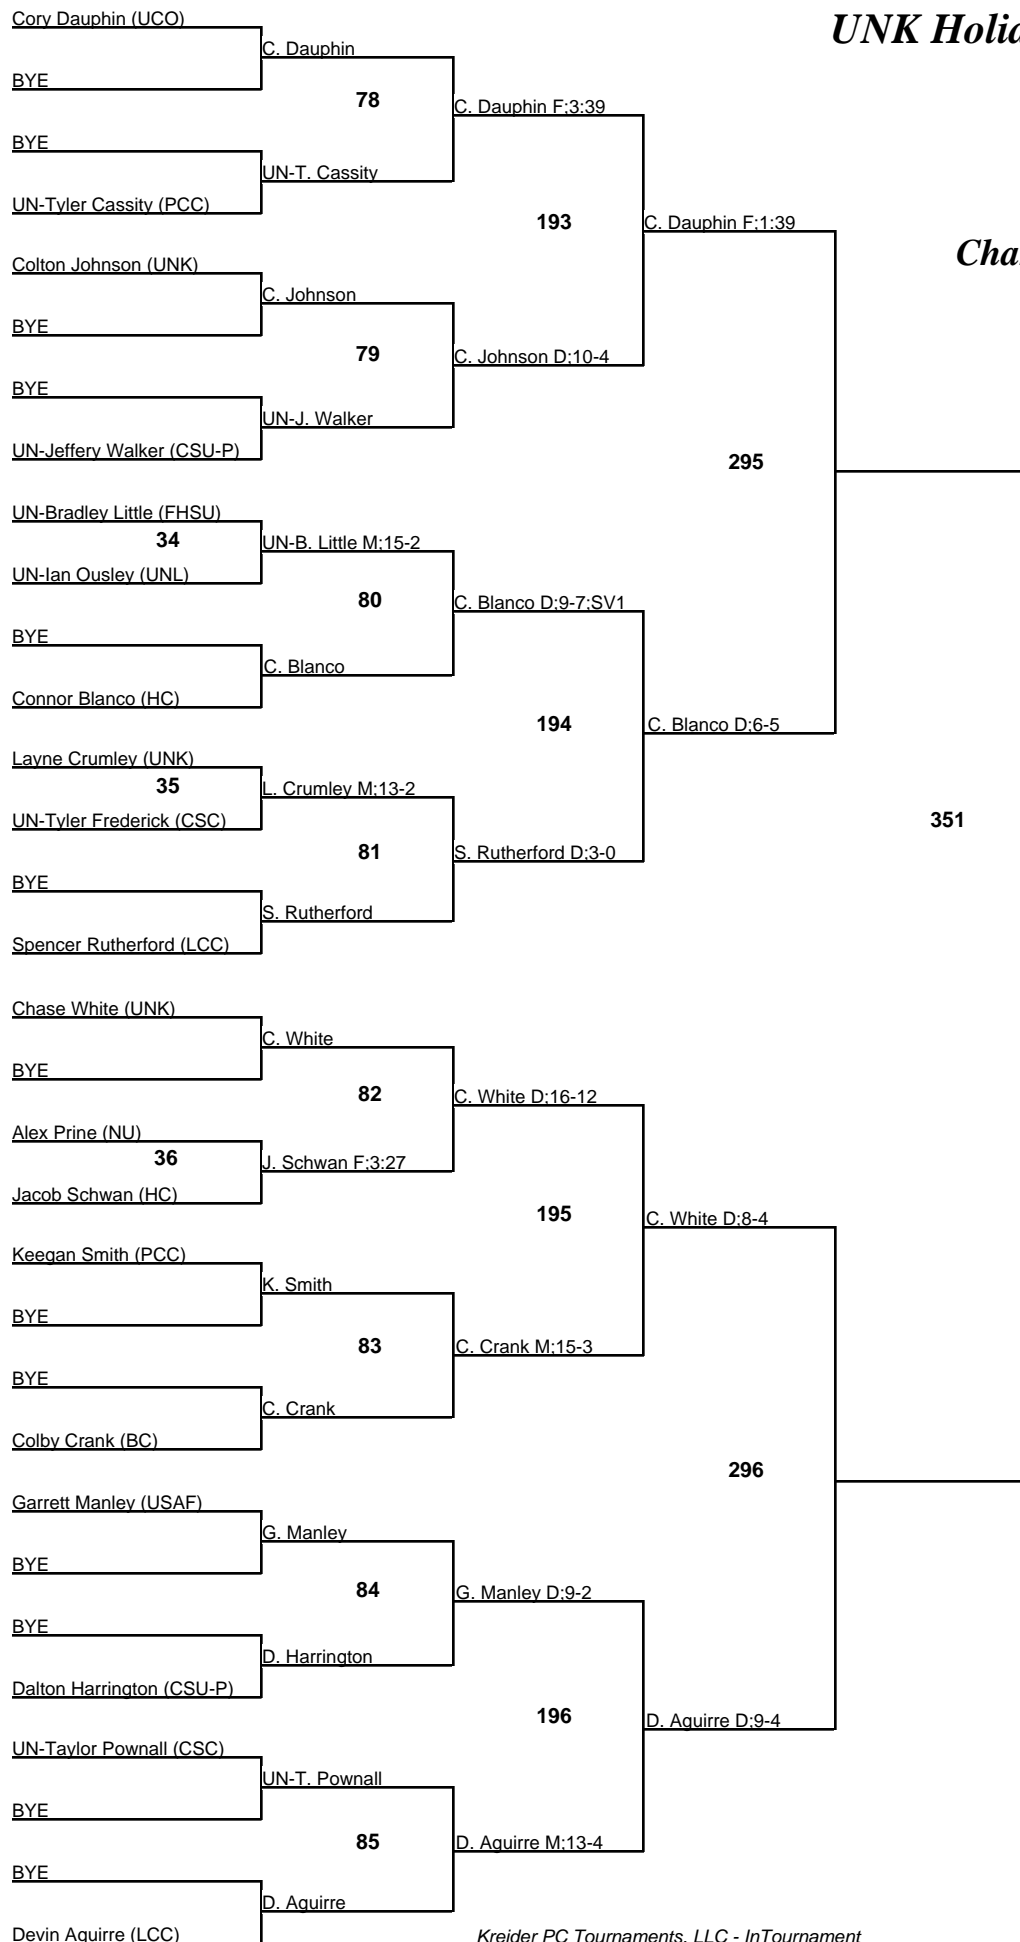 UNK Holid
Cory Dauphin (UCO)
C. Dauphin
BYE
78
C. Dauphin F;3:39
BYE
UN-T. Cassity
UN-Tyler Cassity (PCC)
193
C. Dauphin F;1:39
Cha
Colton Johnson (UNK)
C. Johnson
BYE
79
C. Johnson D;10-4
BYE
UN-J. Walker
UN-Jeffery Walker (CSU-P)
295
UN-Bradley Little (FHSU)
34
UN-B. Little M;15-2
UN-Ian Ousley (UNL)
80
C. Blanco D;9-7;SV1
BYE
C. Blanco
Connor Blanco (HC)
194
C. Blanco D;6-5
Layne Crumley (UNK)
35
L. Crumley M;13-2
UN-Tyler Frederick (CSC)
351
81
S. Rutherford D;3-0
BYE
S. Rutherford
Spencer Rutherford (LCC)
Chase White (UNK)
C. White
BYE
82
C. White D;16-12
Alex Prine (NU)
36
J. Schwan F;3:27
Jacob Schwan (HC)
195
C. White D;8-4
Keegan Smith (PCC)
K. Smith
BYE
83
C. Crank M;15-3
BYE
C. Crank
Colby Crank (BC)
296
Garrett Manley (USAF)
G. Manley
BYE
84
G. Manley D;9-2
BYE
D. Harrington
Dalton Harrington (CSU-P)
196
D. Aguirre D;9-4
UN-Taylor Pownall (CSC)
UN-T. Pownall
BYE
85
D. Aguirre M;13-4
BYE
D. Aguirre
Devin Aguirre (LCC)
Kreider PC Tournaments, LLC - InTournament